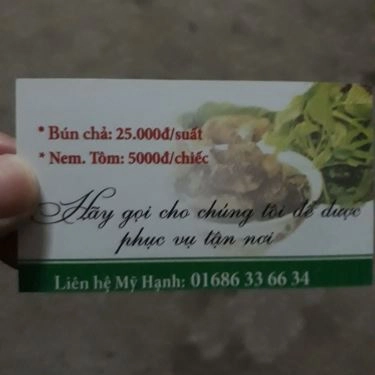 * Bún chả: 25.000đ/suất
* Nem. Tôm: 5000đ/chiếc
Hãy gọi cho chúng tôi để được
phục vụ tận nơi
Liên hệ Mỹ Hạnh: 01686 33 66 34